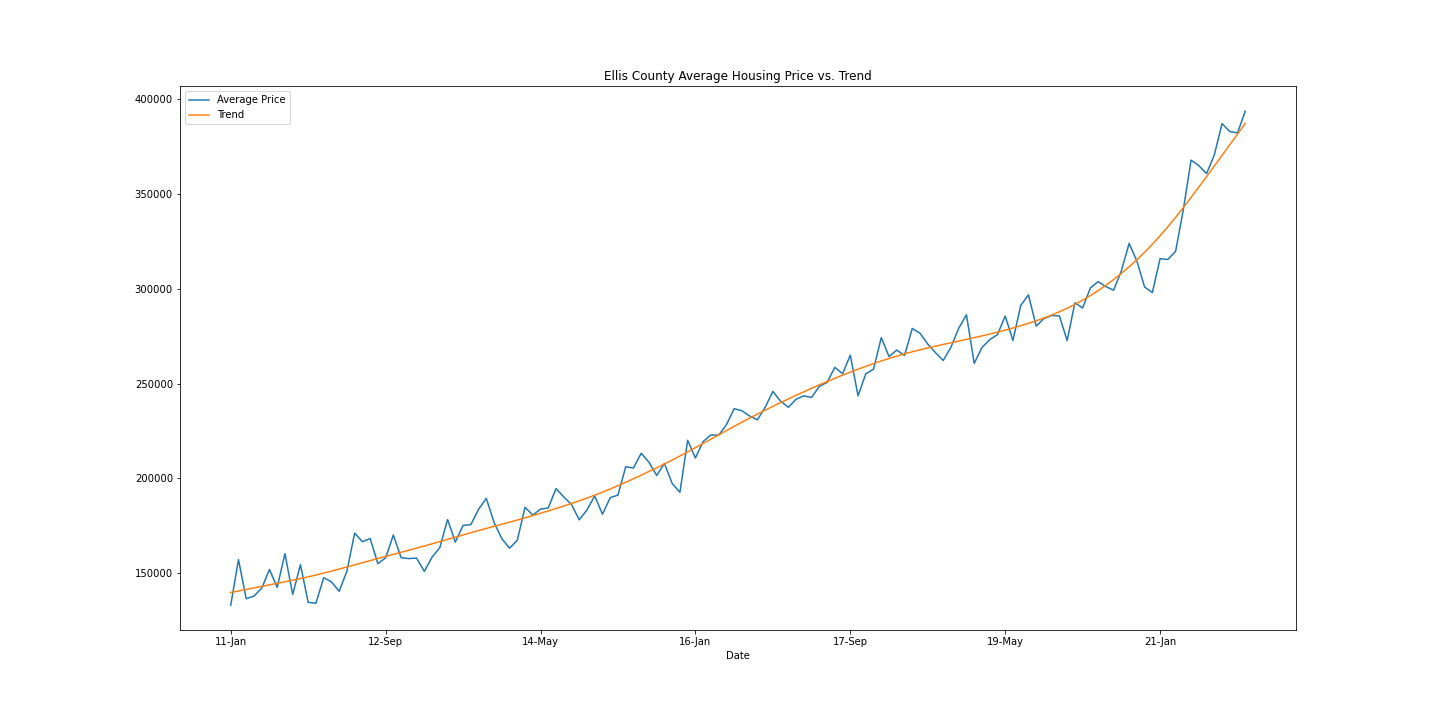 Ellis County Average Housing Price vs. Trend
Average Price
Trend
400000
350000
300000
250000
200000
150000
11-Jan 12-Sep 14-May 16-Jan 17-Sep 19-May 21-Jan
Date